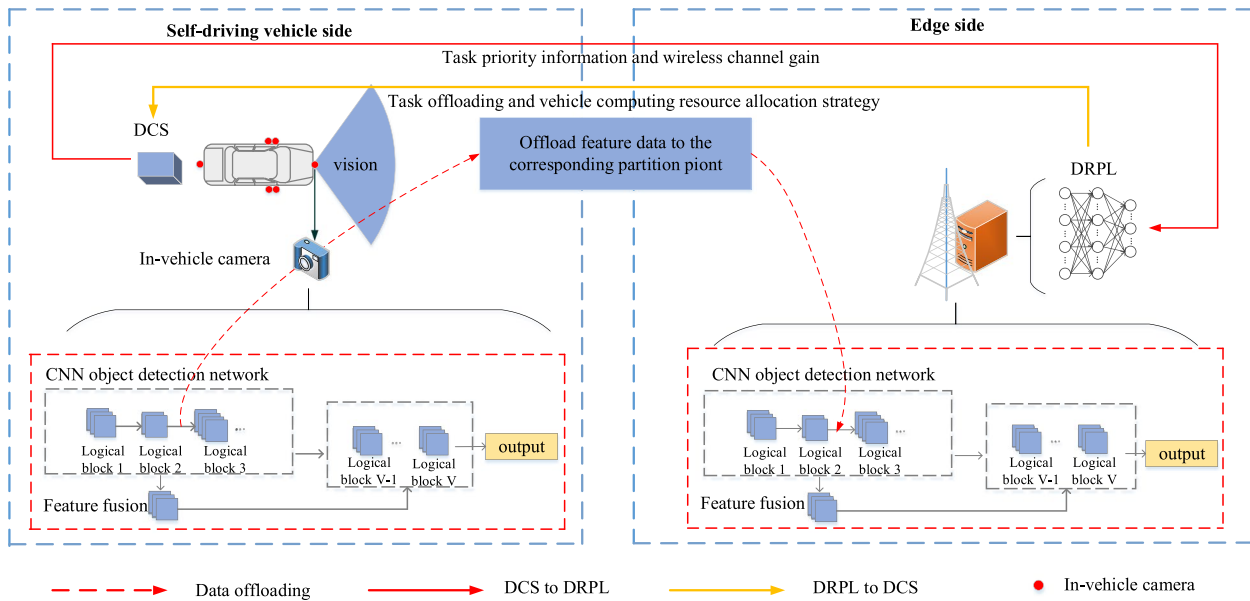 Self-driving vehicle side
Edge side
Task priority information and wireless channel gain
Task offloading and vehicle computing resource allocation strategy
DCS
vision
Offload feature data to the
corresponding partition piont
DRPL
In-vehicle camera
CNN object detection network
Logical
block 1
Logical
block 2
Logical
block 3
...
Logical
block V-1
...
Logical
block V
output
Feature fusion
CNN object detection network
Logical
block 1
Logical
block 2
Logical
block 3
...
Logical
block V-1
...
Logical
block V
output
Feature fusion
Data offloading
DCS to DRPL
DRPL to DCS
In-vehicle camera